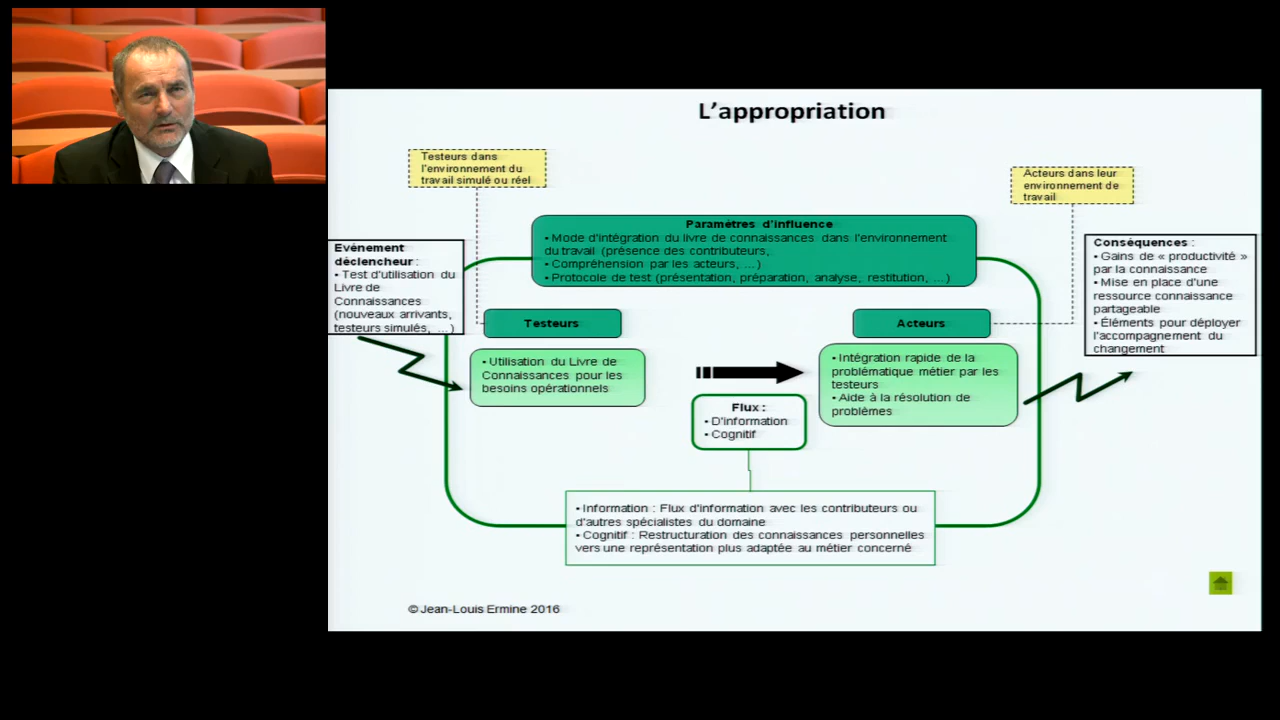 L'appropriation
Testeurs dans
l'environnement du
travail simulé ou réel
Acteurs dans leur
environnement de
travail
Paramètres d'influence
• Mode d'intégration du livre de connaissances dans l'environnement
du travail (présence des contributeurs,
• Compréhension par les acteurs, …)
• Protocole de test (présentation, préparation, analyse, restitution, …)
Evénement
déclencheur :
• Test d'utilisation du
Livre de
Connaissances
(nouveaux arrivants,
testeurs simulés, …)
Conséquences :
• Gains de « productivité »
par la connaissance
• Mise en place d'une
ressource connaissance
partageable
• Éléments pour déployer
l'accompagnement du
changement
Testeurs
Acteurs
• Utilisation du Livre de
Connaissances pour les
besoins opérationnels
• Intégration rapide de la
problématique métier par les
testeurs
• Aide à la résolution de
problèmes
Flux :
• D'information
• Cognitif
• Information : Flux d'information avec les contributeurs ou
d'autres spécialistes du domaine
• Cognitif : Restructuration des connaissances personnelles
vers une représentation plus adaptée au métier concerné
© Jean-Louis Ermine 2016